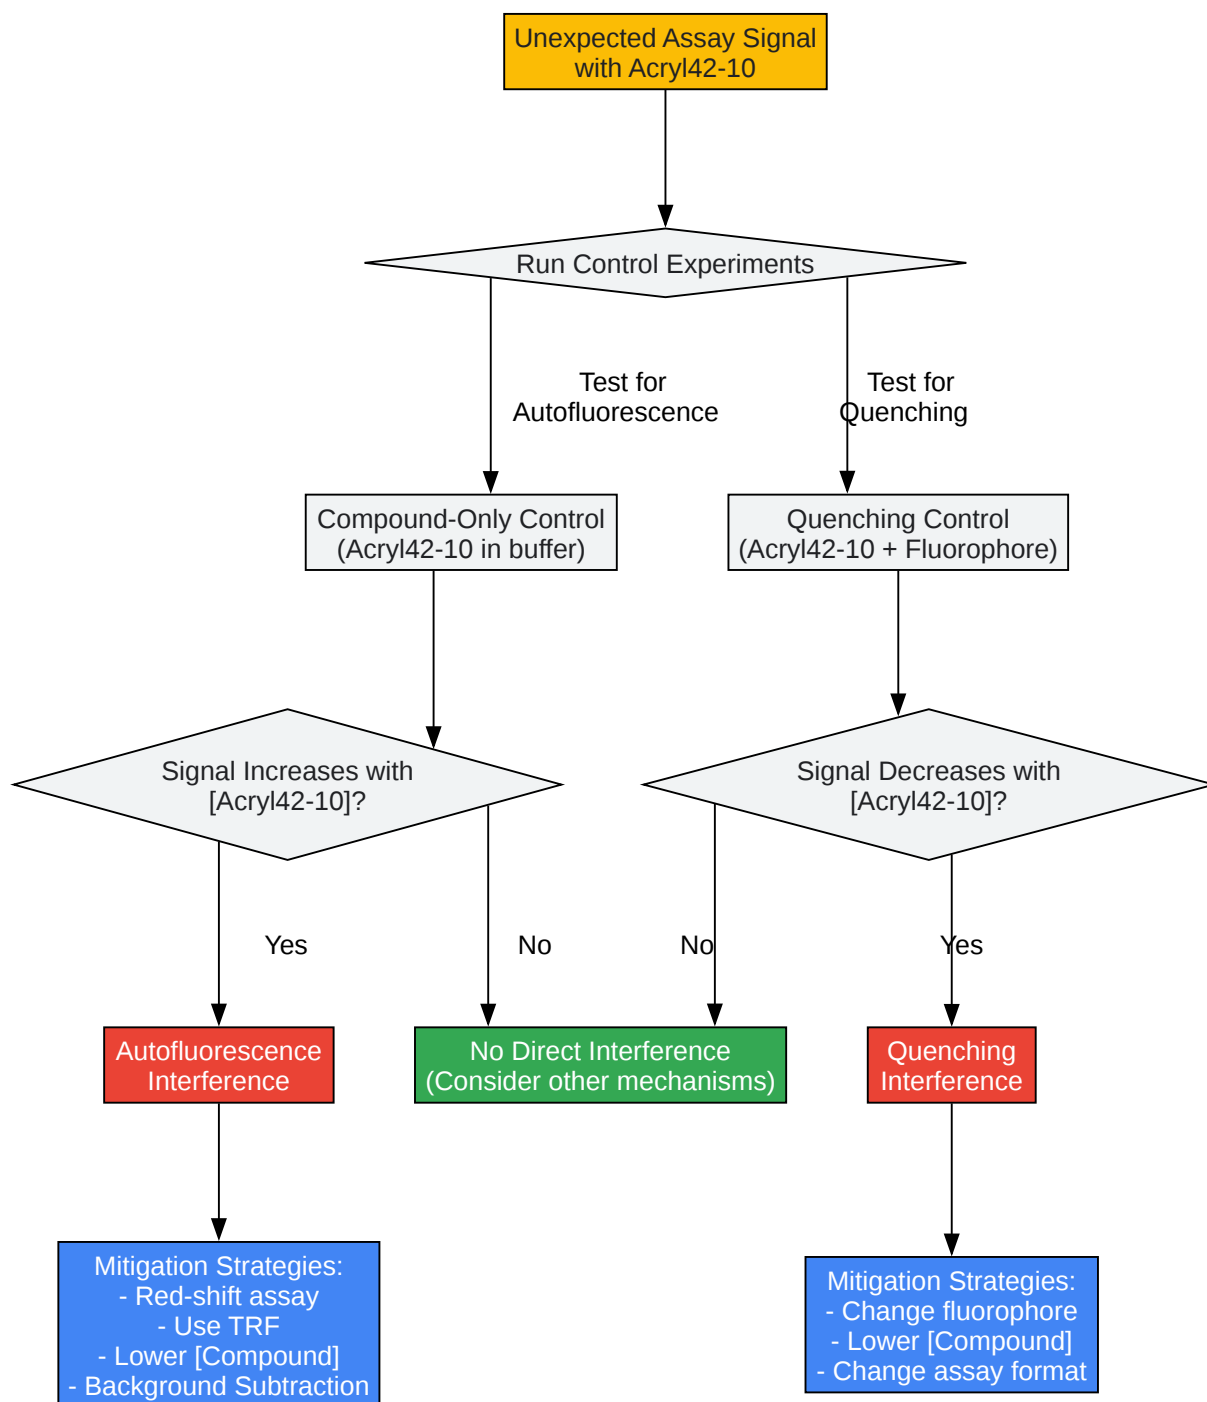 Unexpected Assay Signal
with Acryl42-10
Run Control Experiments
Test for
Autofluorescence
Test for
Quenching
Compound-Only Control
(Acryl42-10 in buffer)
Quenching Control
(Acryl42-10 + Fluorophore)
Signal Increases with
[Acryl42-10]?
Signal Decreases with
[Acryl42-10]?
Yes
No
No
Yes
Autofluorescence
Interference
No Direct Interference
(Consider other mechanisms)
Quenching
Interference
Mitigation Strategies:
- Red-shift assay
- Use TRF
- Lower [Compound]
- Background Subtraction
Mitigation Strategies:
- Change fluorophore
- Lower [Compound]
- Change assay format